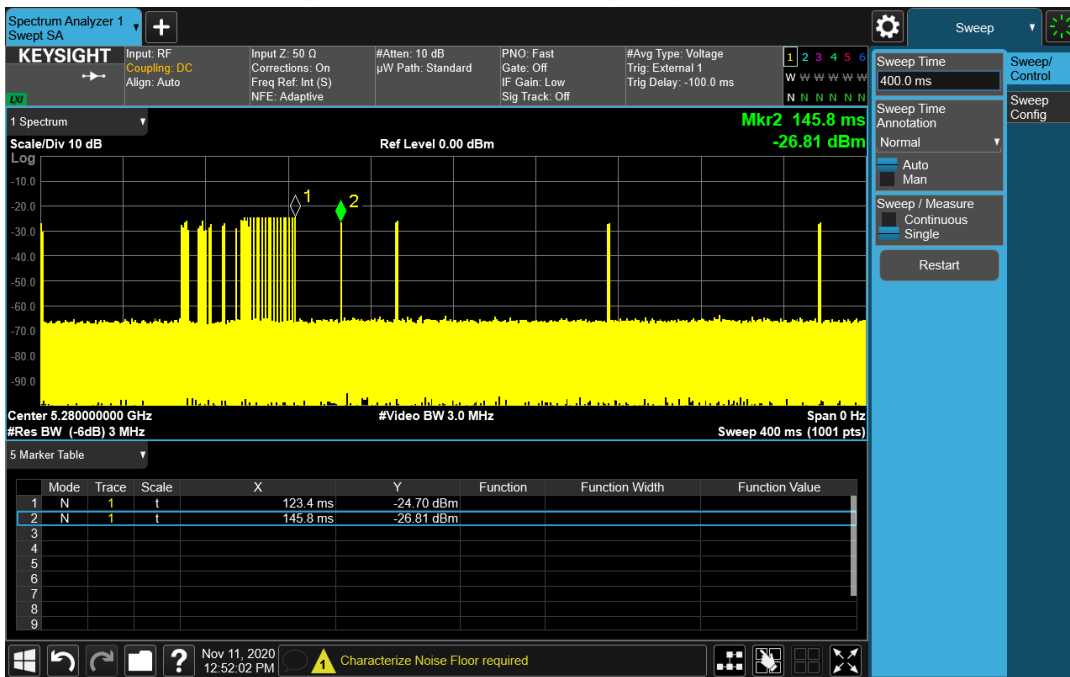 Spectrum Analyzer 1
Swept SA
Sweep
KEYSIGHT
Input: RF
Coupling: DC
Align: Auto
Input Z: 50 Ω
Corrections: On
Freq Ref: Int (S)
NFE: Adaptive
#Atten: 10 dB
µW Path: Standard
PNO: Fast
Gate: Off
IF Gain: Low
Sig Track: Off
#Avg Type: Voltage
Trig: External 1
Trig Delay: -100.0 ms
1 2 3 4 5 6
W W W W W W
N N N N N N
LXI
Sweep Time
400.0 ms
Sweep Time
Annotation
Normal
Auto
Man
Sweep / Measure
Continuous
Single
Restart
Sweep/
Control
Sweep
Config
1 Spectrum
Scale/Div 10 dB
Ref Level 0.00 dBm
Mkr2 145.8 ms
-26.81 dBm
Log
-10.0
-20.0
-30.0
-40.0
-50.0
-60.0
-70.0
-80.0
-90.0
1
2
Center 5.280000000 GHz
#Video BW 3.0 MHz
Span 0 Hz
#Res BW (-6dB) 3 MHz
Sweep 400 ms (1001 pts)
5 Marker Table
Mode Trace Scale X Y Function Function Width Function Value
1 N 1 t 123.4 ms -24.70 dBm
2 N 1 t 145.8 ms -26.81 dBm
3
4
5
6
7
8
9
?
Nov 11, 2020
12:52:02 PM
1
Characterize Noise Floor required